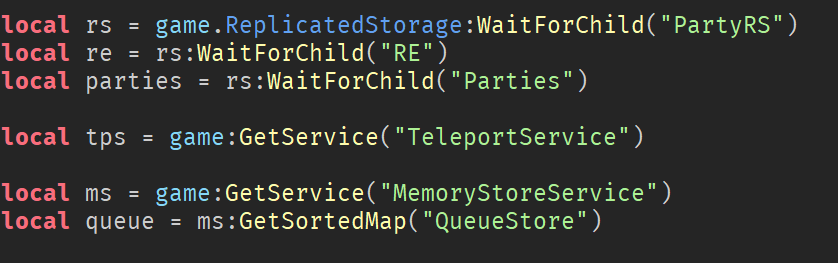 local rs = game.ReplicatedStorage:WaitForChild("PartyRS")
local re = rs:WaitForChild("RE")
local parties = rs:WaitForChild("Parties")
local tps = game:GetService("TeleportService")
local ms = game:GetService("MemoryStoreService")
local queue = ms:GetSortedMap("QueueStore")